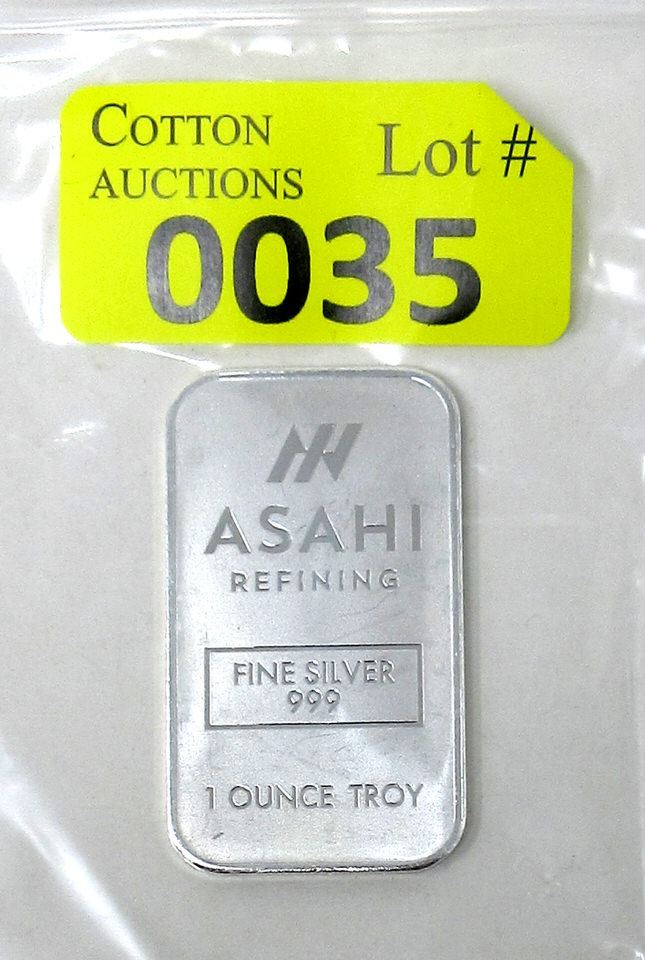 COTTON
AUCTIONS
Lot #
0035
ASAHI
REFINING
FINE SILVER
999
1 OUNCE TROY